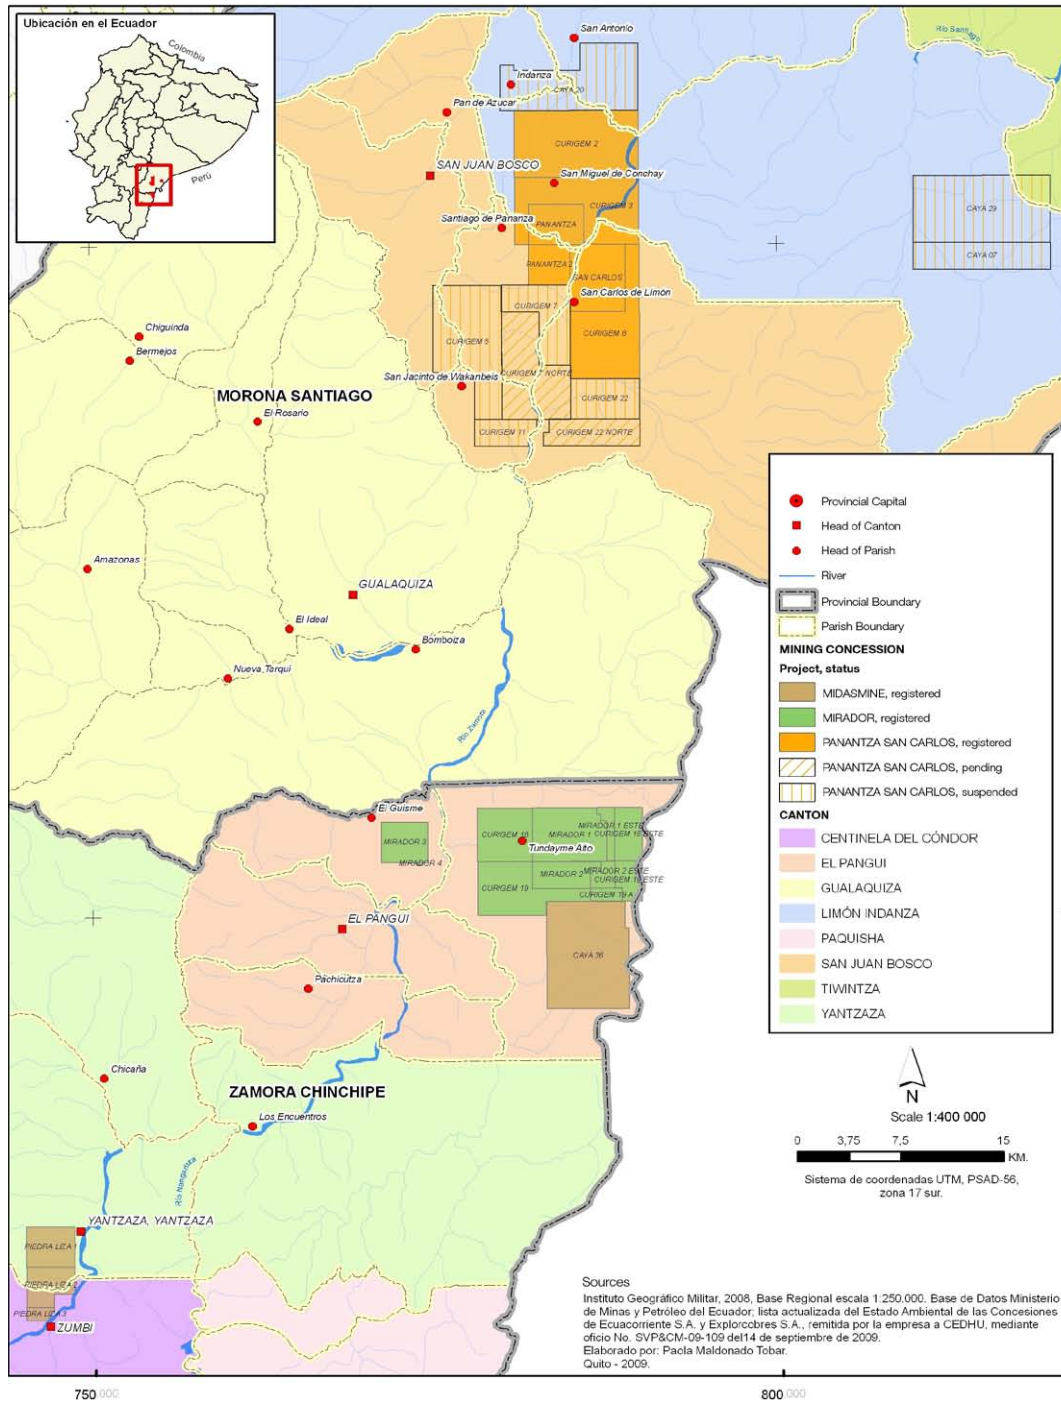 Ubicación en el Ecuador
Colombia
Perú
San Antonio
Río Santiago
Indanza
CAYA 20
Pan de Azucar
CURIGEM 2
SAN JUAN BOSCO
San Miguel de Conchay
CURIGEM 3
CAYA 29
Santiago de Pananza
PANANTZA
CAYA 07
PANANTZA 2
SAN CARLOS
San Carlos de Limón
CURIGEM 7
Chiguinda
CURIGEM 6
CURIGEM 8
Bermejos
San Jacinto de Wakanbeis
CURIGEM 7 NORTE
MORONA SANTIAGO
CURIGEM 22
El Rosario
CURIGEM 11
CURIGEM 22 NORTE
Amazonas
GUALAQUIZA
El Ideal
Bomboiza
Nueva Tarqui
Río Zamora
El Guisme
MIRADOR 3
MIRADOR 4
CURIGEM 18
MIRADOR 1
MIRADOR 1 ESTE
CURIGEM 18 ESTE
Tundayme Alto
CURIGEM 19
MIRADOR 2
MIRADOR 2 ESTE
CURIGEM 19 ESTE
CURIGEM 19 A
EL PANGUI
CAYA 36
Pachicutza
Chicaña
ZAMORA CHINCHIPE
Los Encuentros
Río Nangaritza
YANTZAZA, YANTZAZA
PIEDRA LIZA 1
PIEDRA LIZA 2
PIEDRA LIZA 3
ZUMBI
Provincial Capital
Head of Canton
Head of Parish
River
Provincial Boundary
Parish Boundary
MINING CONCESSION
Project, status
MIDASMINE, registered
MIRADOR, registered
PANANTZA SAN CARLOS, registered
PANANTZA SAN CARLOS, pending
PANANTZA SAN CARLOS, suspended
CANTON
CENTINELA DEL CÓNDOR
EL PANGUI
GUALAQUIZA
LIMÓN INDANZA
PAQUISHA
SAN JUAN BOSCO
TIWINTZA
YANTZAZA
N
Scale 1:400 000
0 3,75 7,5 15
KM.
Sistema de coordenadas UTM, PSAD-56,
zona 17 sur.
Sources
Instituto Geográfico Militar, 2008, Base Regional escala 1:250.000. Base de Datos Ministerio
de Minas y Petróleo del Ecuador; lista actualizada del Estado Ambiental de las Concesiones
de Ecuacorriente S.A. y Explorcobres S.A., remitida por la empresa a CEDHU, mediante
oficio No. SVP&CM-09-109 del14 de septiembre de 2009.
Elaborado por: Paola Maldonado Tobar.
Quito - 2009.
750.000
800.000